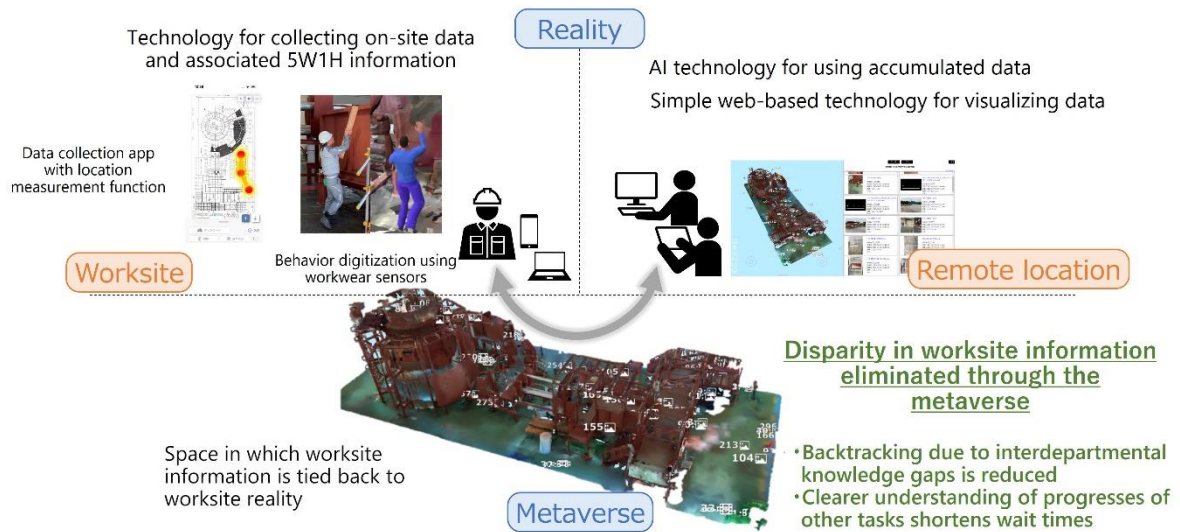 Reality
Technology for collecting on-site data
and associated 5W1H information
AI technology for using accumulated data
Simple web-based technology for visualizing data
Data collection app
with location
measurement function
Behavior digitization using
workwear sensors
Worksite
Remote location
Disparity in worksite information
eliminated through the
metaverse
155
213
104
Space in which worksite
information is tied back to
worksite reality
・Backtracking due to interdepartmental
knowledge gaps is reduced
・Clearer understanding of progresses of
other tasks shortens wait times
Metaverse